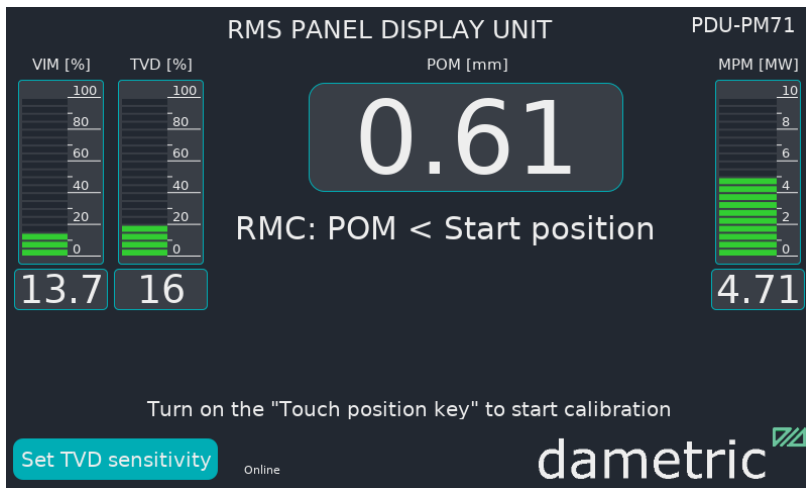 RMS PANEL DISPLAY UNIT
PDU-PM71
VIM [%]
TVD [%]
POM [mm]
MPM [MW]
100
80
60
40
20
0
100
80
60
40
20
0
0.61
RMC: POM < Start position
10
8
6
4
2
0
13.7
16
4.71
Turn on the "Touch position key" to start calibration
Set TVD sensitivity
Online
dametric